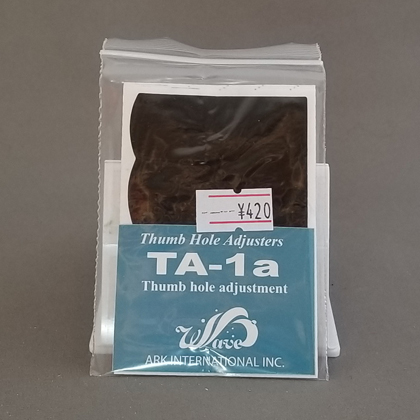 ¥420
Thumb Hole Adjusters
TA-1a
Thumb hole adjustment
Wave
ARK INTERNATIONAL INC.